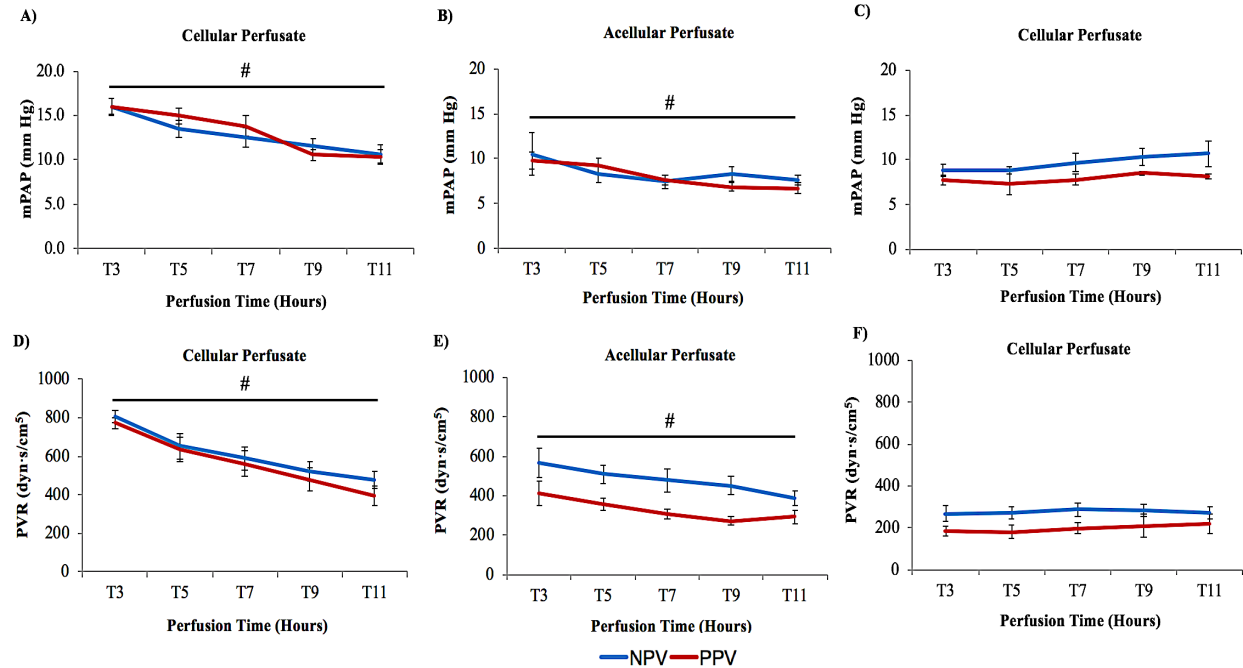 A)
Cellular Perfusate
#
20.0
15.0
10.0
5.0
0.0
mPAP (mm Hg)
T3 T5 T7 T9 T11
Perfusion Time (Hours)
B)
Acellular Perfusate
#
20
15
10
5
0
mPAP (mm Hg)
T3 T5 T7 T9 T11
Perfusion Time (Hours)
C)
Cellular Perfusate
20
15
10
5
0
mPAP (mm Hg)
T3 T5 T7 T9 T11
Perfusion Time (Hours)
D)
Cellular Perfusate
#
1000
800
600
400
200
0
PVR (dyn·s/cm⁵)
T3 T5 T7 T9 T11
Perfusion Time (Hours)
E)
Acellular Perfusate
#
1000
800
600
400
200
0
PVR (dyn·s/cm⁵)
T3 T5 T7 T9 T11
Perfusion Time (Hours)
F)
Cellular Perfusate
1000
800
600
400
200
0
PVR (dyn·s/cm⁵)
T3 T5 T7 T9 T11
Perfusion Time (Hours)
NPV PPV